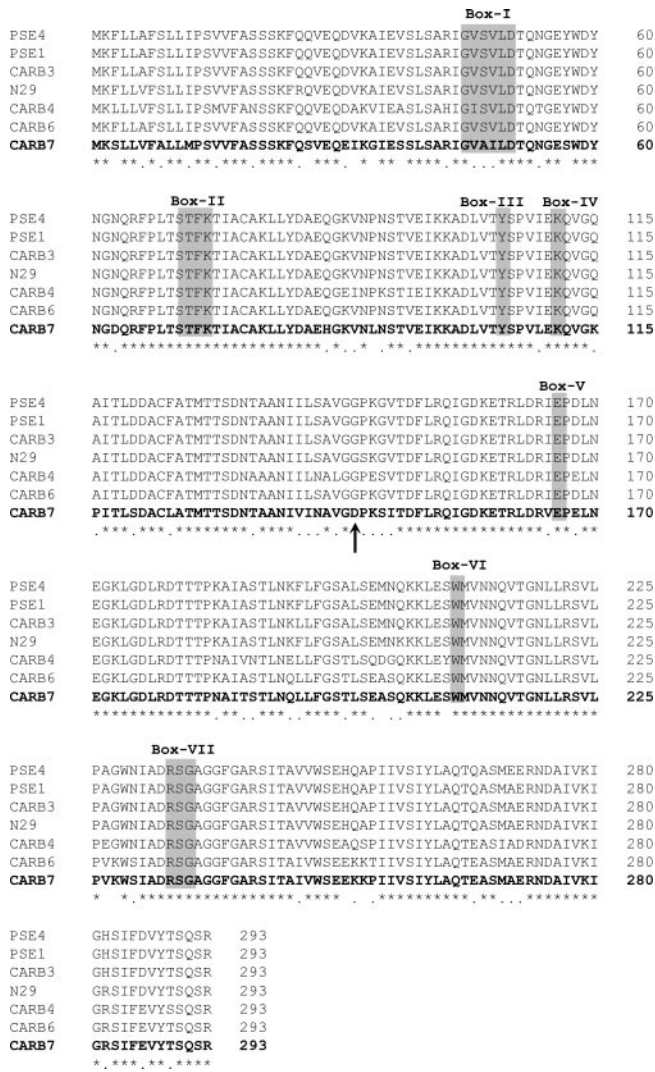 Box-I
PSE4 MKFLLAFSLLIPSVVFASSSKFQQVEQDVKAIEVSLSARIGVSVLDTQNGEYWDY 60
PSE1 MKFLLAFSLLIPSVVFASSSKFQQVEQDVKAIEVSLSARIGVSVLDTQNGEYWDY 60
CARB3 MKFLLAFSLLIPSVVFASSSKFQQVEQDVKAIEVSLSARIGVSVLDTQNGEYWDY 60
N29 MKFLLAFSLLIPSVVFASSSKFRQVEQDVKAIEVSLSARIGVSVLDTQNGEYWDY 60
CARB4 MKLLLVFSLLIPSMVFANSSKFQQVEQDAKVIEASLSAHIGISVLDTQTGEYWDY 60
CARB6 MKFLLVFSLLIPSVVFASSSKFQQVEQDVKAIEVSLSARIGVSVLDTQNGEYWDY 60
CARB7 MKSLLVFALLMPSVVFASSSKFQSVEQEIKGIESSLSARIGVAILDTQNGESWDY 60
Box-II Box-III Box-IV
PSE4 NGNQRFPLTSTFKTIACAKLLYDAEQGKVNPNSTVEIKKADLVTYSPVIEKQVGQ 115
PSE1 NGNQRFPLTSTFKTIACAKLLYDAEQGKVNPNSTVEIKKADLVTYSPVIEKQVGQ 115
CARB3 NGNQRFPLTSTFKTIACAKLLYDAEQGKVNPNSTVEIKKADLVTYSPVIEKQVGQ 115
N29 NGNQRFPLTSTFKTIACAKLLYDAEQGKVNPNSTVEIKKADLVTYSPVIEKQVGQ 115
CARB4 NGNQRFPLTSTFKTIACAKLLYDAEQGEINPKSTIEIKKADLVTYSPVIEKQVGQ 115
CARB6 NGNQRFPLTSTFKTIACAKLLYDAEQGKVNPNSTVEIKKADLVTYSPVIEKQVGQ 115
CARB7 NGDQRFPLTSTFKTIACAKLLYDAEHGKVNLNSTVEIKKADLVTYSPVLEKQVGK 115
Box-V
PSE4 AITLDDACFATMTTSDNTAANIILSAVGGPKGVTDFLRQIGDKETRLDRIEPDLN 170
PSE1 AITLDDACFATMTTSDNTAANIILSAVGGPKGVTDFLRQIGDKETRLDRIEPDLN 170
CARB3 AITLDDACFATMTTSDNTAANIILSAVGGPKGVTDFLRQIGDKETRLDRIEPDLN 170
N29 AITLDDACFATMTTSDNTAANIILSAVGGSKGVTDFLRQIGDKETRLDRIEPDLN 170
CARB4 AITLDDACFATMTTSDNAAANIILNALGGPESVTDFLRQIGDKETRLDRIEPELN 170
CARB6 AITLDDACFATMTTSDNTAANIILSAVGGPKGVTDFLRQIGDKETRLDRIEPDLN 170
CARB7 PITLSDACLATMTTSDNTAANIVINAVGDPKSITDFLRQIGDKETRLDRVEPELN 170
Box-VI
PSE4 EGKLGDLRDTTTPKAIASTLNKFLFGSALSEMNQKKLESWMVNNQVTGNLLRSVL 225
PSE1 EGKLGDLRDTTTPKAIASTLNKFLFGSALSEMNQKKLESWMVNNQVTGNLLRSVL 225
CARB3 EGKLGDLRDTTTPKAIASTLNKLLFGSALSEMNQKKLESWMVNNQVTGNLLRSVL 225
N29 EGKLGDLRDTTTPKAIASTLNKFLFGSALSEMNKKKLESWMVNNQVTGNLLRSVL 225
CARB4 EGKLGDLRDTTTPNAIVNTLNELLFGSTLSQDGQKKLEYWMVNNQVTGNLLRSVL 225
CARB6 EGKLGDLRDTTTPKAIASTLNQLLFGSTLSEASQKKLESWMVNNQVTGNLLRSVL 225
CARB7 EGKLGDLRDTTTPNAITSTLNQLLFGSTLSEASQKKLESWMVNNQVTGNLLRSVL 225
Box-VII
PSE4 PAGWNIADRSGAGGFGARSITAVVWSEHQAPIIVSIYLAQTQASMEERNDAIVKI 280
PSE1 PAGWNIADRSGAGGFGARSITAVVWSEHQAPIIVSIYLAQTQASMEERNDAIVKI 280
CARB3 PAGWNIADRSGAGGFGARSITAVVWSEHQAPIIVSIYLAQTQASMEERNDAIVKI 280
N29 PAGWNIADRSGAGGFGARSITAVVWSEHQAPIIVSIYLAQTQASMEERNDAIVKI 280
CARB4 PEGWNIADRSGAGGFGARSITAVVWSEAQSPIIVSIYLAQTEASIADRNDAIVKI 280
CARB6 PVKWSIADRSGAGGFGARSITAIVWSEEKKTIIVSIYLAQTEASMAERNDAIVKI 280
CARB7 PVKWSIADRSGAGGFGARSITAIVWSEEKKPIIVSIYLAQTEASMAERNDAIVKI 280
PSE4 GHSIFDVYTSQSR 293
PSE1 GHSIFDVYTSQSR 293
CARB3 GHSIFDVYTSQSR 293
N29 GRSIFDVYTSQSR 293
CARB4 GRSIFEVYSSQSR 293
CARB6 GRSIFEVYTSQSR 293
CARB7 GRSIFEVYTSQSR 293
*.***.**.****